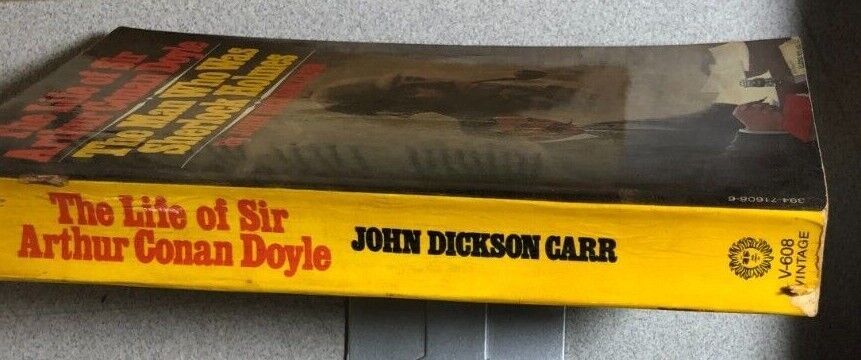 The Life of Sir
Arthur Conan Doyle
The Man Who Was
Sherlock Holmes
394-71608-6
The Life of Sir
Arthur Conan Doyle
JOHN DICKSON CARR
V-608
VINTAGE